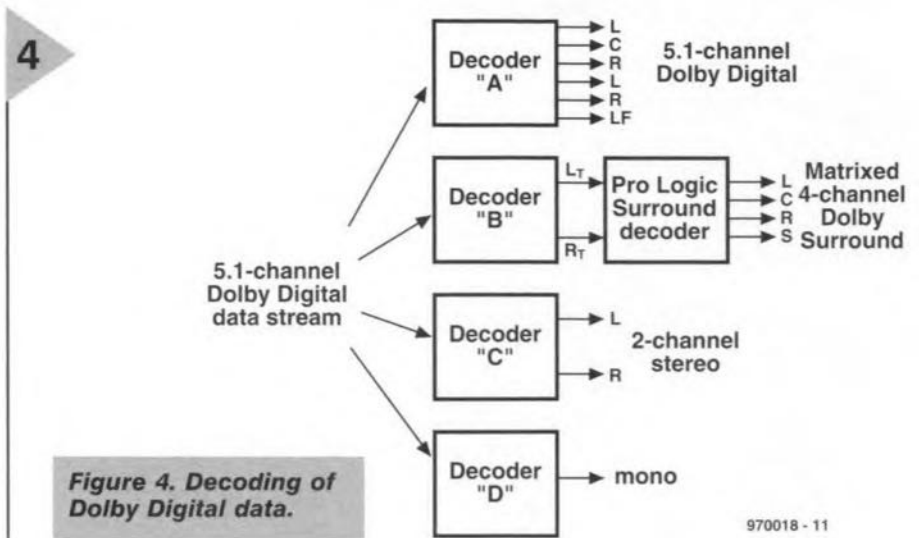 4
Decoder
"A"
L
C
R
L
R
LF
5.1-channel
Dolby Digital
Decoder
"B"
LT
RT
Pro Logic
Surround
decoder
L
C
R
S
Matrixed
4-channel
Dolby
Surround
5.1-channel
Dolby Digital
data stream
Decoder
"C"
L
R
2-channel
stereo
Decoder
"D"
mono
Figure 4. Decoding of
Dolby Digital data.
970018 - 11